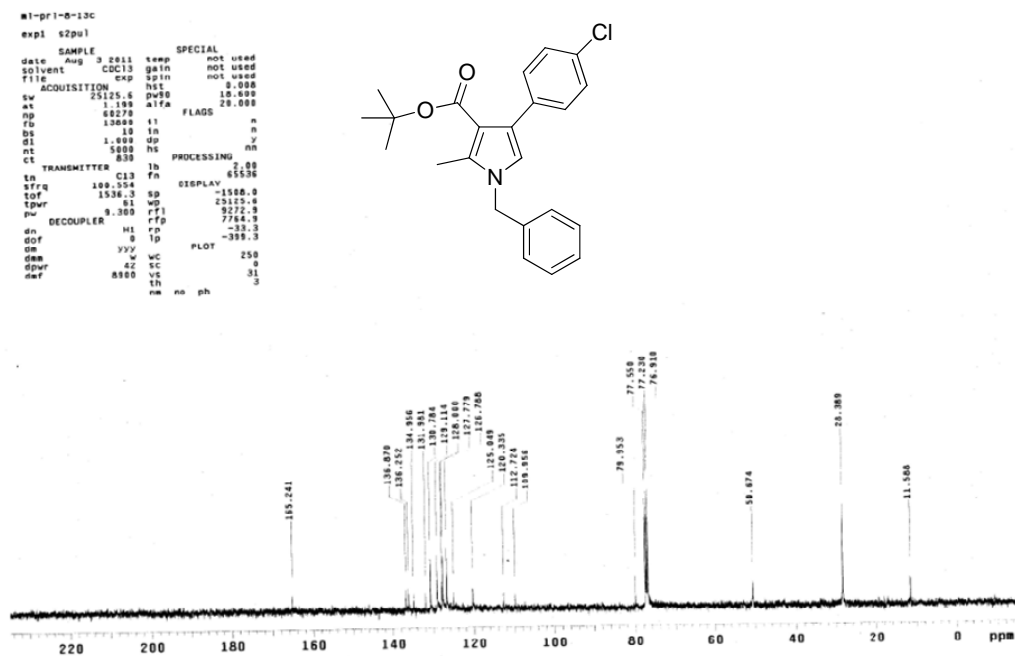 ml-pr1-8-13c
exp1 s2pul
SAMPLE
date Aug 3 2011
solvent CDCl3
file exp
ACQUISITION
sw 25125.6
at 1.199
np 60270
fb 13800
bs 10
d1 1.000
nt 5000
ct 830
TRANSMITTER
tn C13
sfrq 100.554
tof 1536.3
tpwr 61
pw 9.300
DECOUPLER
dn H1
dof 0
dm yyy
dmm w
dpwr 42
dmf 8900
SPECIAL
temp not used
gain not used
spin not used
hst 0.008
pw90 18.600
alfa 20.000
FLAGS
il n
in n
dp y
hs nn
PROCESSING
lb 2.00
fn 65536
DISPLAY
sp -1508.0
wp 25125.6
rfl 9272.9
rfp 7764.9
rp -33.3
lp -399.3
PLOT
wc 250
sc 0
vs 31
th 3
nm no ph
Cl
O
O
N
165.241
136.870
136.252
134.956
131.981
130.784
129.114
128.000
127.779
126.788
125.049
120.335
112.724
109.956
79.953
77.550
77.230
76.910
50.674
28.389
11.588
220 200 180 160 140 120 100 80 60 40 20 0 ppm